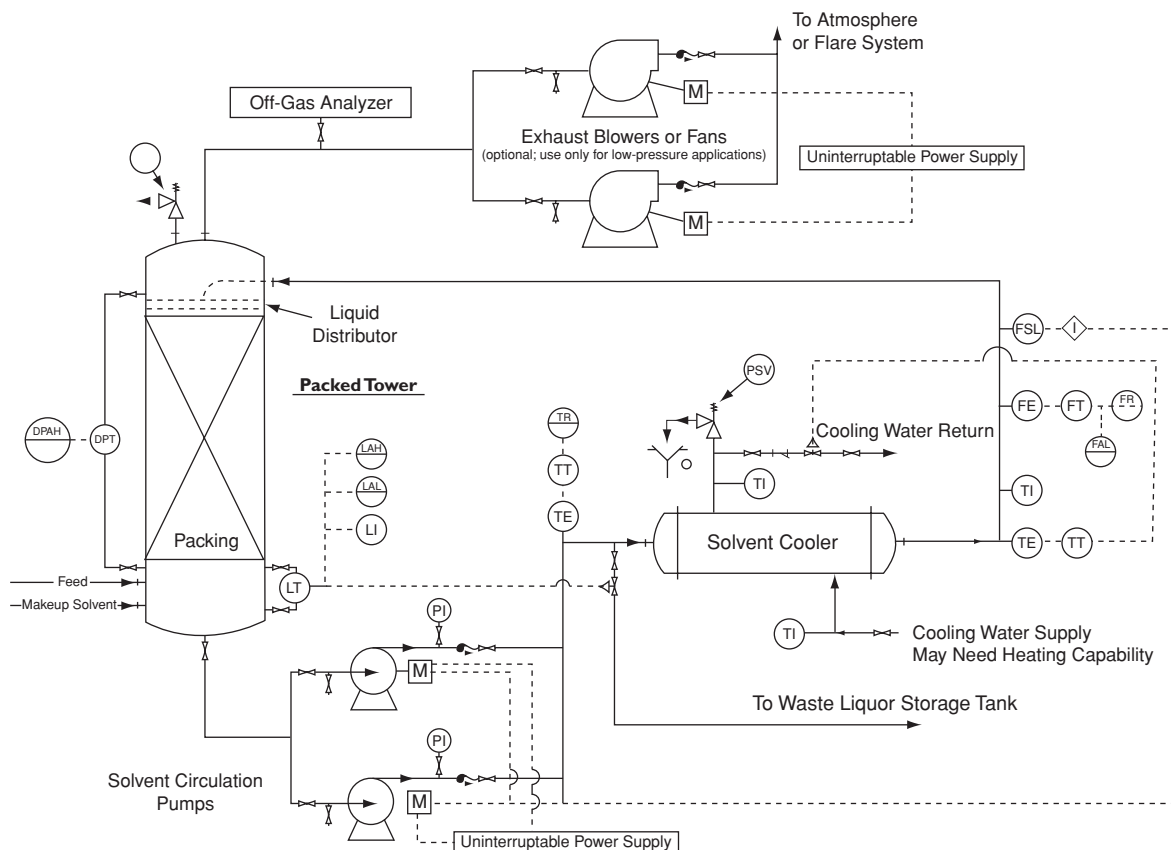 To Atmosphere
or Flare System
Off-Gas Analyzer
M
Exhaust Blowers or Fans
(optional; use only for low-pressure applications)
Uninterruptable Power Supply
M
Liquid
Distributor
FSL
I
Packed Tower
PSV
TR
FE
FT
FR
FAL
Cooling Water Return
DPAH
DPT
LAH
TT
LAL
TI
TI
TE
LI
Packing
Solvent Cooler
TE
TT
Feed
LT
Makeup Solvent
PI
TI
Cooling Water Supply
May Need Heating Capability
M
To Waste Liquor Storage Tank
PI
Solvent Circulation
Pumps
M
Uninterruptable Power Supply